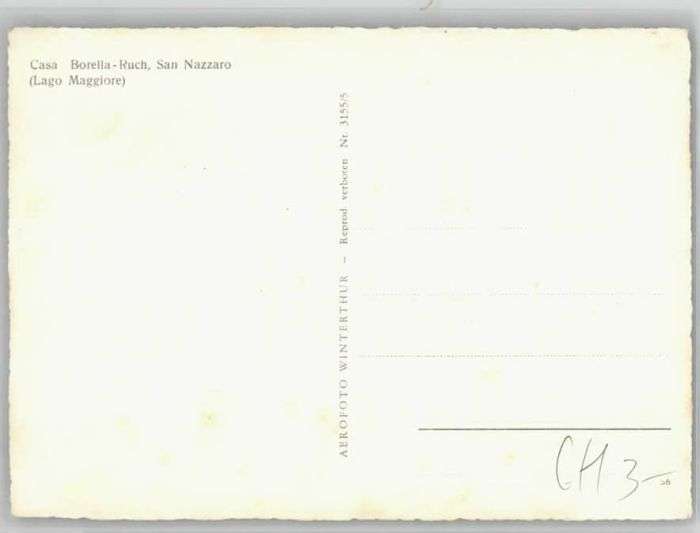 Casa Borella-Ruch, San Nazzaro
(Lago Maggiore)
AEROFOTO WINTERTHUR – Reprod. verboten Nr. 3155/5
CH 3-